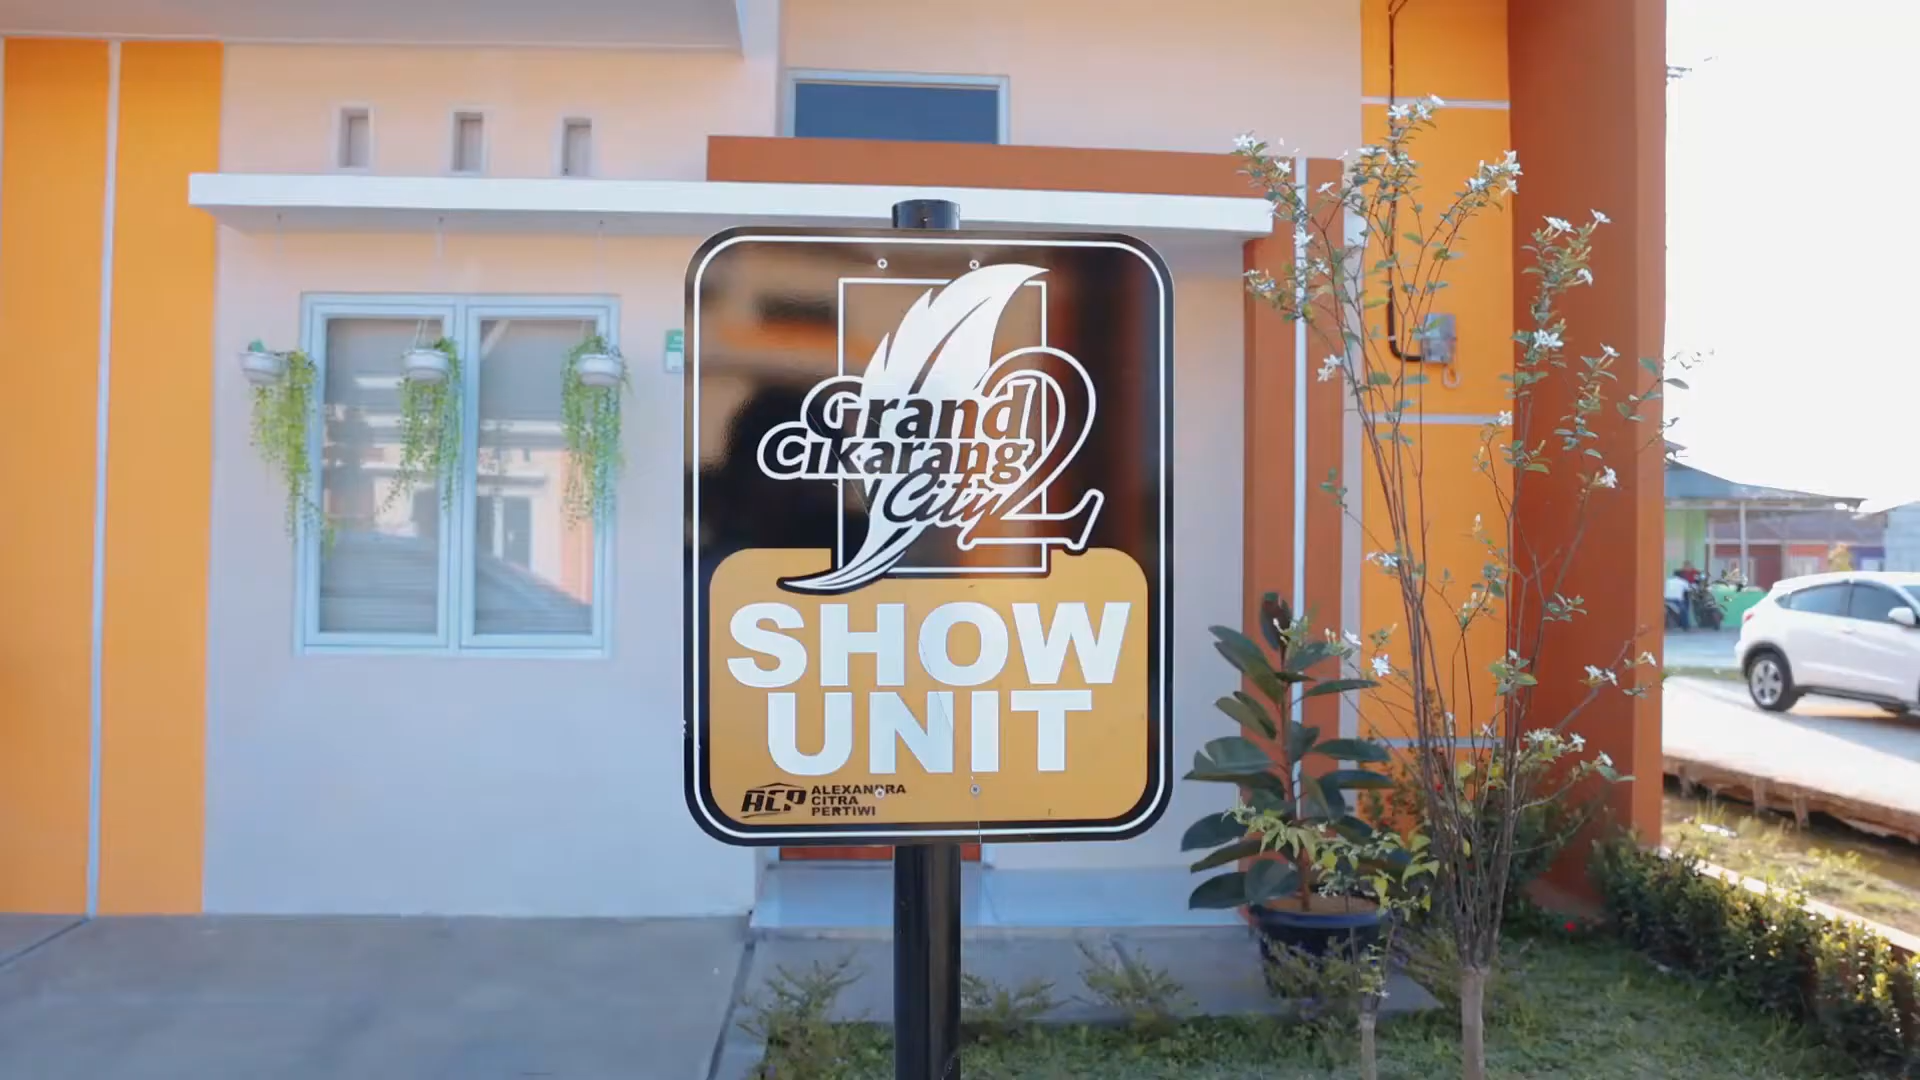 Grand
Cikarang
City 2
SHOW
UNIT
ACP ALEXANDRA
CITRA
PERTIWI